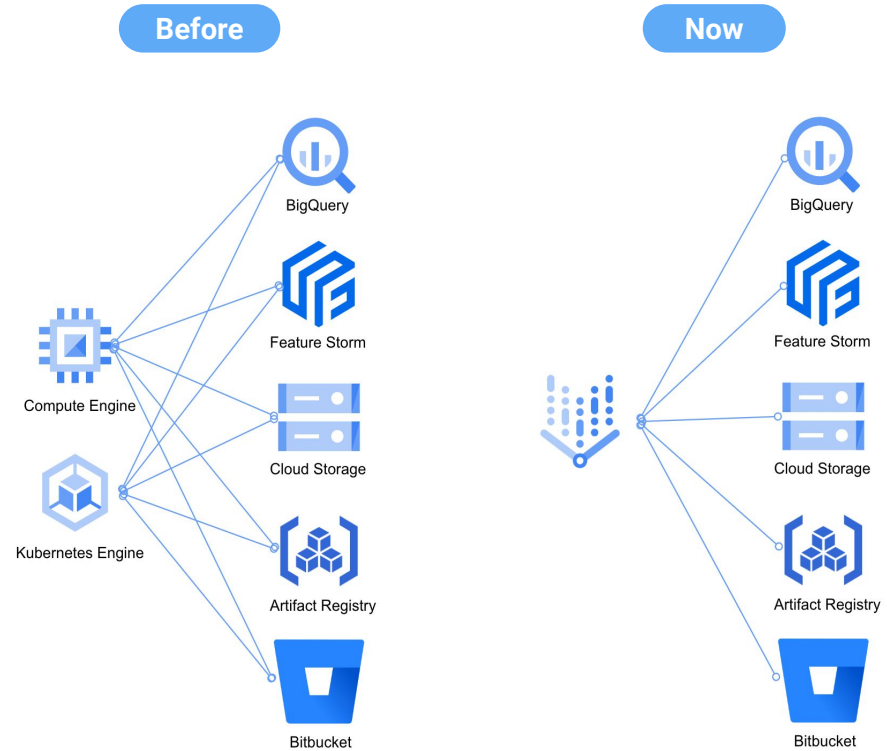 Before
Now
BigQuery
Feature Storm
Compute Engine
Cloud Storage
Kubernetes Engine
Artifact Registry
Bitbucket
BigQuery
Feature Storm
Cloud Storage
Artifact Registry
Bitbucket